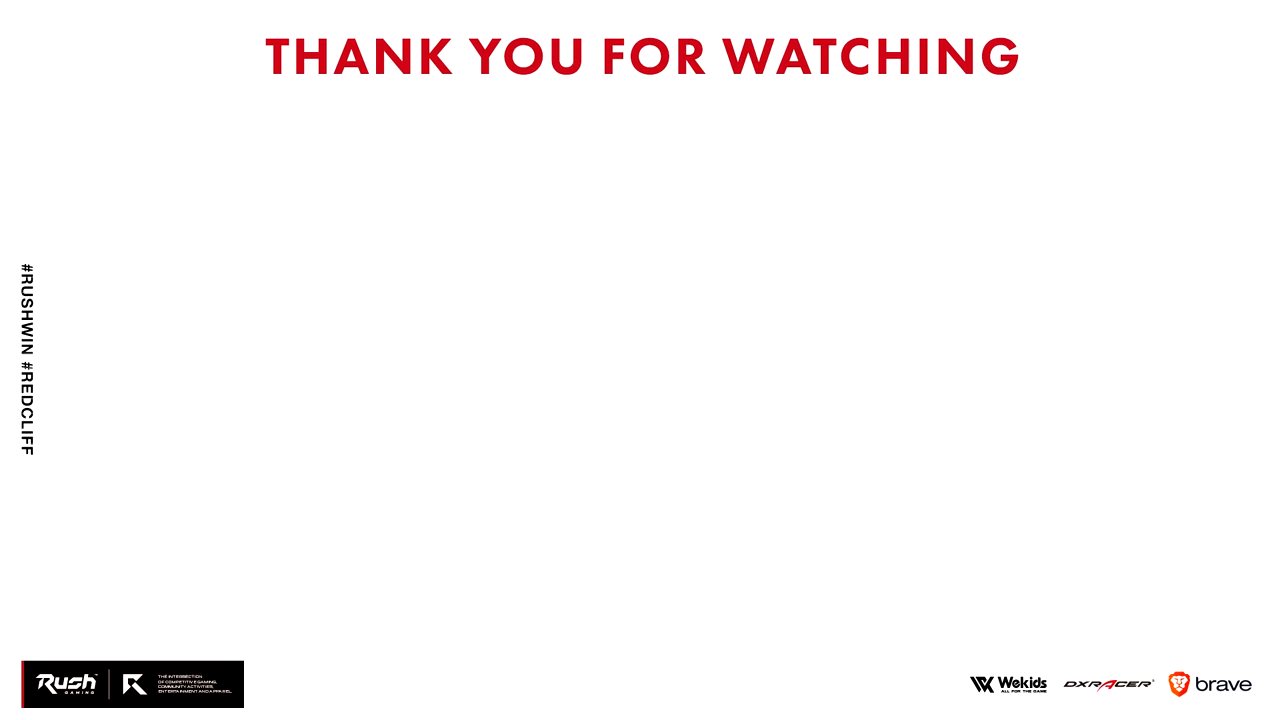 THANK YOU FOR WATCHING
#RUSHWIN #REDCLIFF
Rush
GAMING
THE INTERSECTION
OF COMPETITIVE GAMING,
COMMUNITY ACTIVITIES,
ENTERTAINMENT AND APPAREL.
Wekids
ALL FOR THE GAME
DXRACER
brave